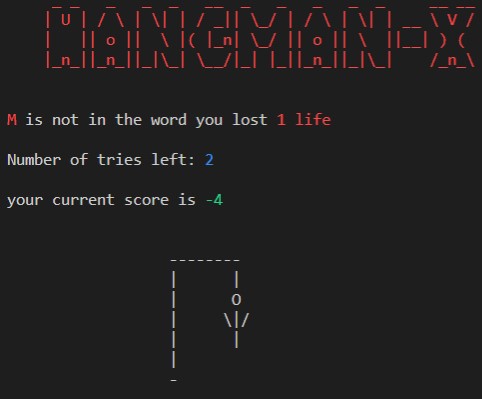 HANGMAN-X
M is not in the word you lost 1 life
Number of tries left: 2
your current score is -4